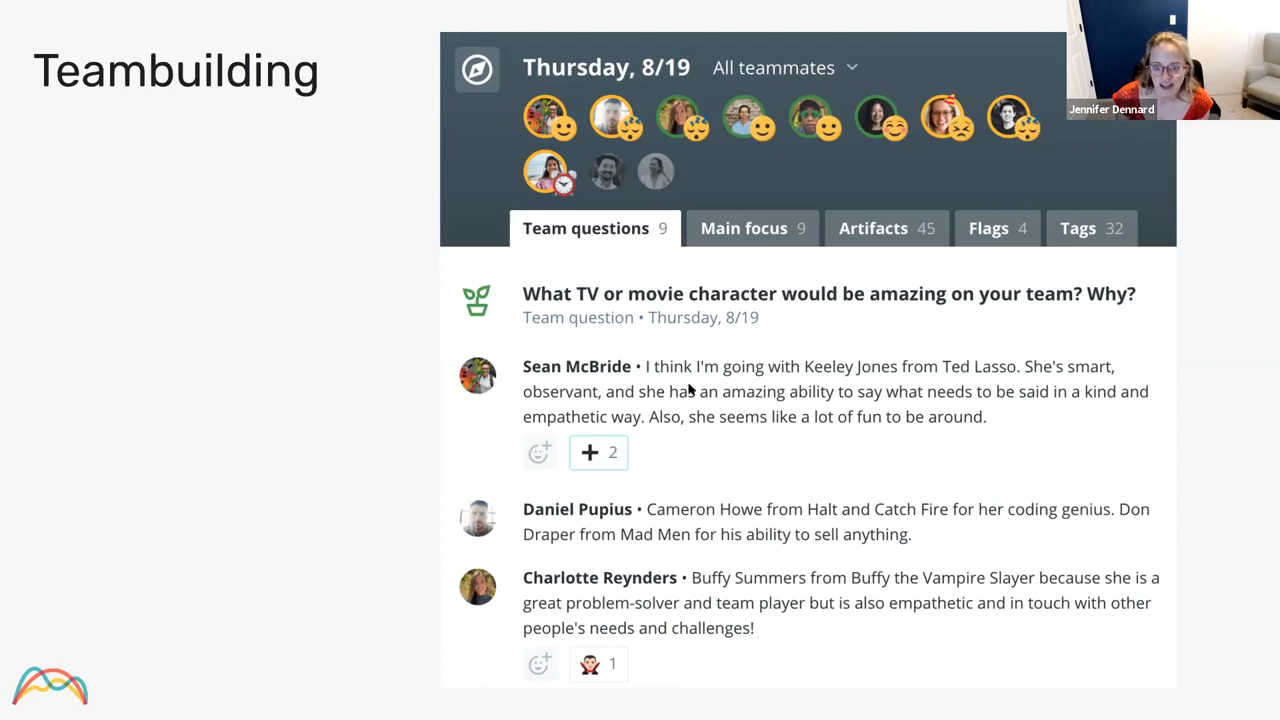 Teambuilding
Thursday, 8/19 All teammates
Jennifer Dennard
Team questions 9 Main focus 9 Artifacts 45 Flags 4 Tags 32
What TV or movie character would be amazing on your team? Why?
Team question • Thursday, 8/19
Sean McBride • I think I'm going with Keeley Jones from Ted Lasso. She's smart,
observant, and she has an amazing ability to say what needs to be said in a kind and
empathetic way. Also, she seems like a lot of fun to be around.
+ 2
Daniel Pupius • Cameron Howe from Halt and Catch Fire for her coding genius. Don
Draper from Mad Men for his ability to sell anything.
Charlotte Reynders • Buffy Summers from Buffy the Vampire Slayer because she is a
great problem-solver and team player but is also empathetic and in touch with other
people's needs and challenges!
1